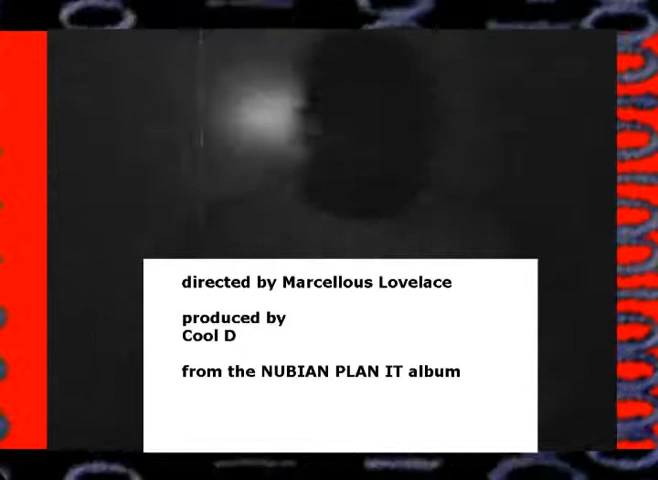 directed by Marcellous Lovelace
produced by
Cool D
from the NUBIAN PLAN IT album